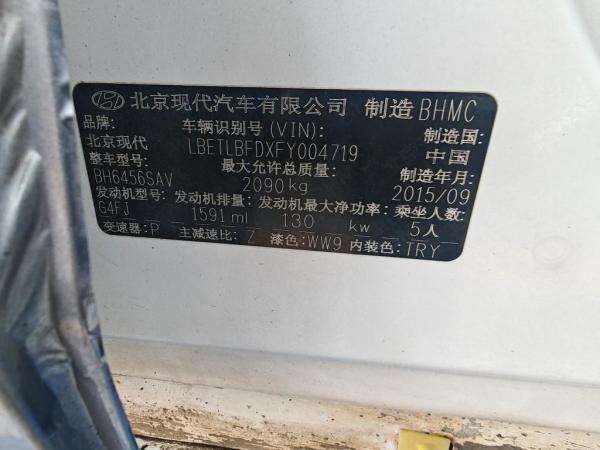 北京现代汽车有限公司 制造 BHMC
品牌: 车辆识别号(VIN): 制造国:
北京现代 LBETLBFDXFY004719 中国
整车型号: 最大允许总质量: 制造年月:
BH6456SAV 2090kg 2015/09
发动机型号: 发动机排量: 发动机最大净功率: 乘坐人数:
G4FJ 1591ml 130 kw 5人
变速器: P 主减速比: Z 漆色: WW9 内装色: TRY